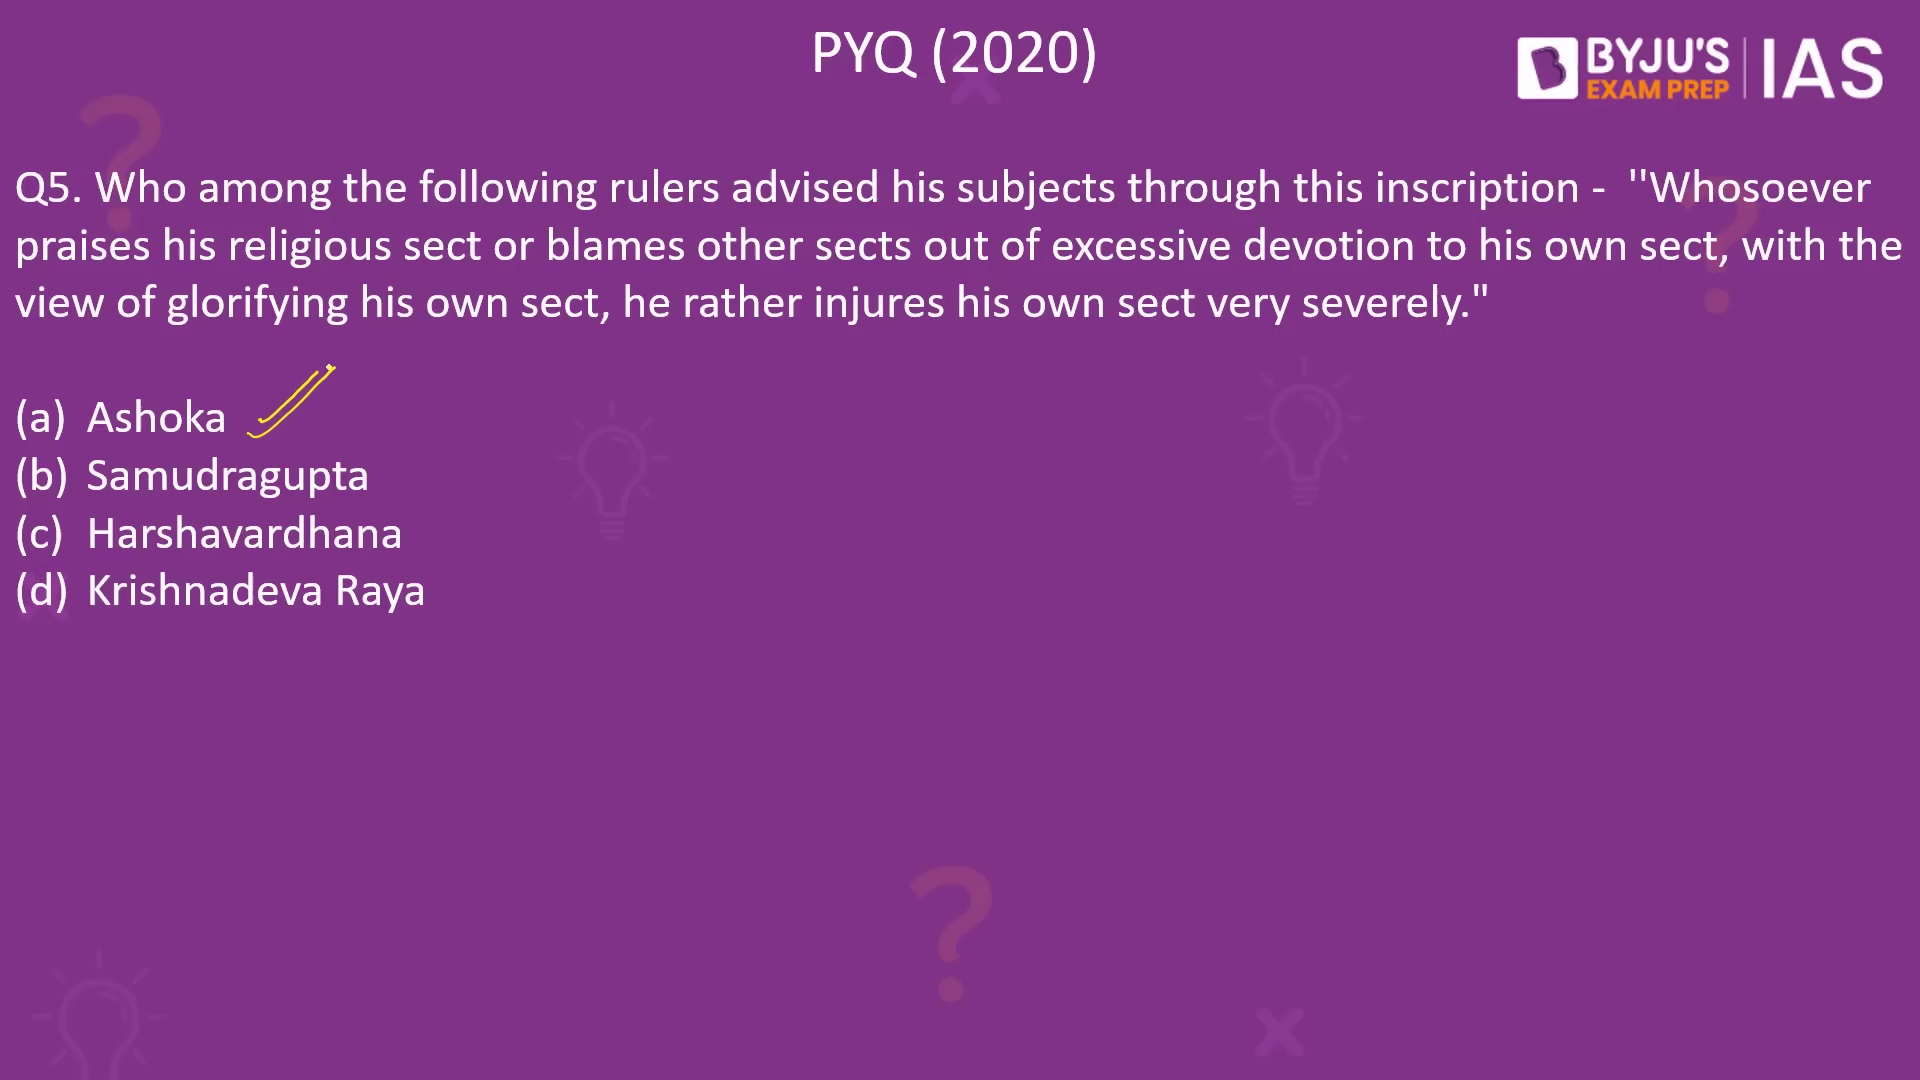 PYQ (2020)
BYJU'S
EXAM PREP
IAS
Q5. Who among the following rulers advised his subjects through this inscription - "Whosoever
praises his religious sect or blames other sects out of excessive devotion to his own sect, with the
view of glorifying his own sect, he rather injures his own sect very severely."
(a) Ashoka
(b) Samudragupta
(c) Harshavardhana
(d) Krishnadeva Raya